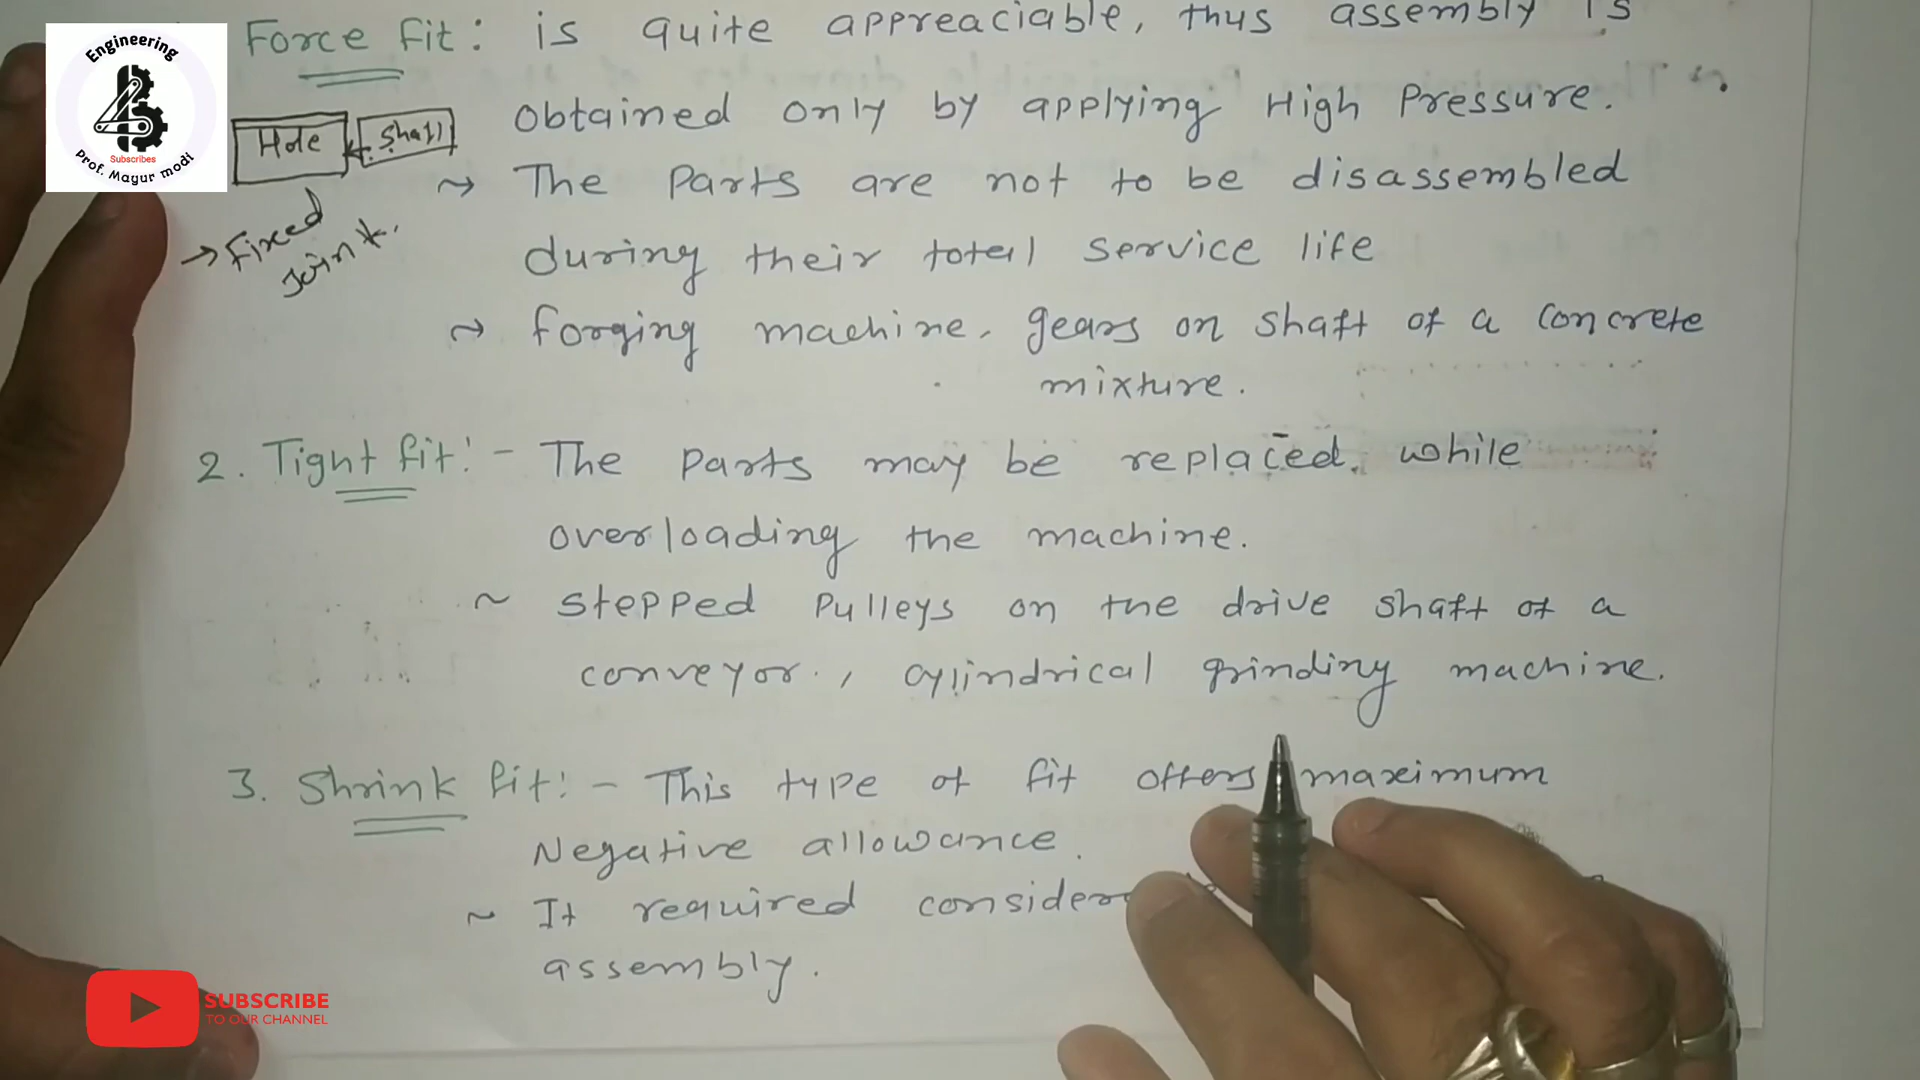 Engineering
Subscribes
Prof. Mayur modi
Force fit: is quite appreaciable, thus assembly is
obtained only by applying High Pressure.
Hole
Shaft
→ Fixed
Joint.
~> The Parts are not to be disassembled
during their total service life
~> forging machine, gears on shaft of a concrete
mixture.
2. Tight fit:- The Parts may be replaced. while
overloading the machine.
~ stepped pulleys on the drive shaft of a
conveyor., cylindrical grinding machine.
3. Shrink fit:- This type of fit offers maximum
Negative allowance.
~ It required
assembly.
SUBSCRIBE
TO OUR CHANNEL